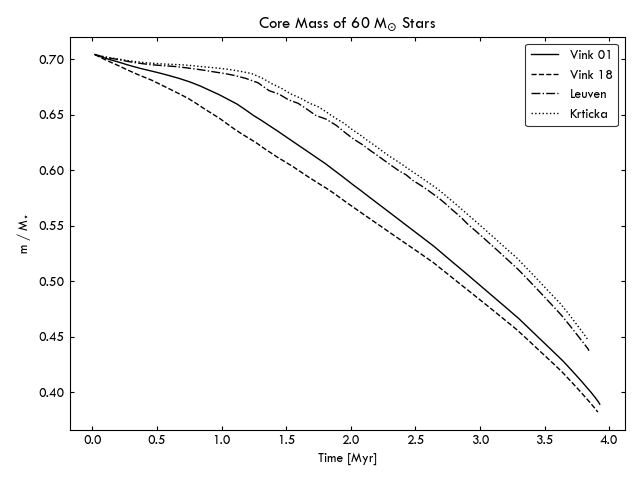 Core Mass of 60 M☉ Stars
0.70
0.65
0.60
0.55
0.50
0.45
0.40
m / M⋆
Vink 01
Vink 18
Leuven
Krticka
0.0 0.5 1.0 1.5 2.0 2.5 3.0 3.5 4.0
Time [Myr]